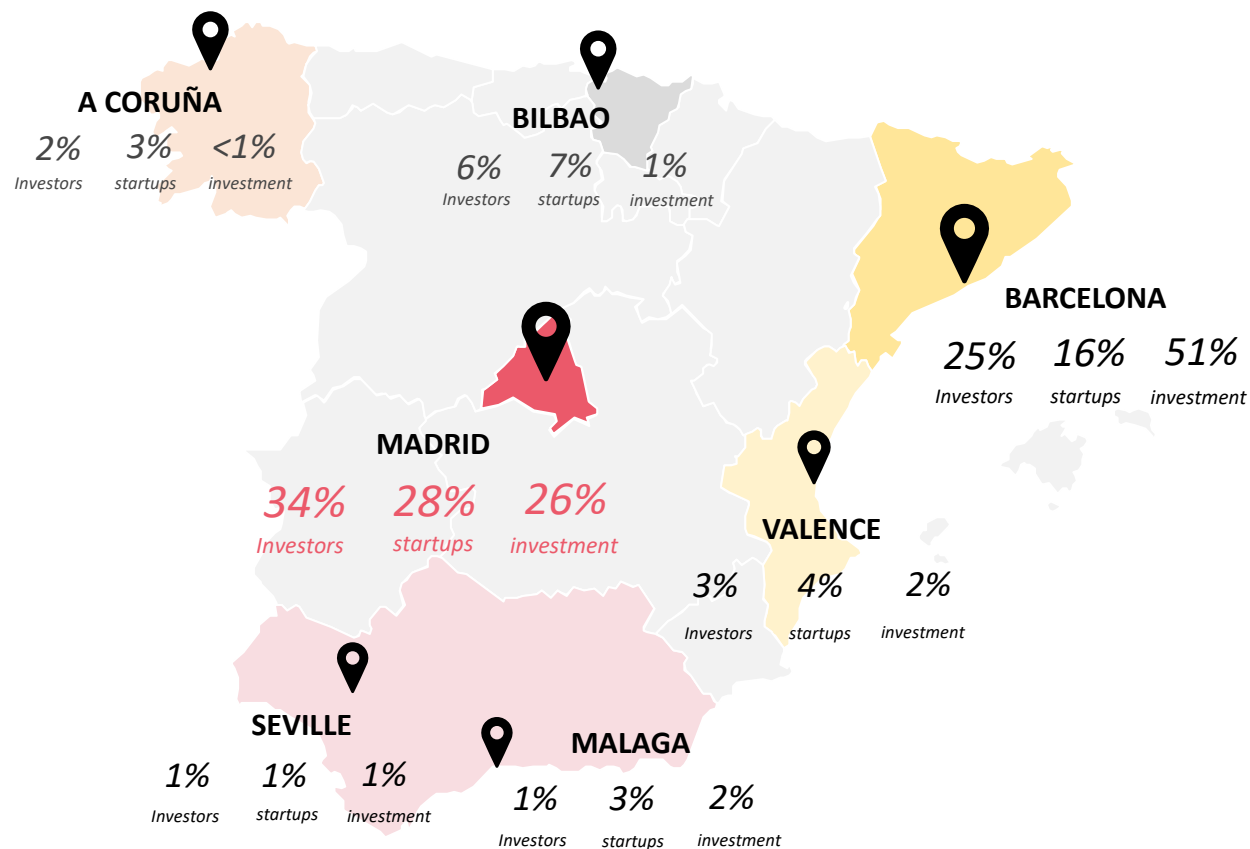 A CORUÑA
2% 3% <1%
Investors startups investment
BILBAO
6% 7% 1%
Investors startups investment
BARCELONA
25% 16% 51%
Investors startups investment
MADRID
34% 28% 26%
Investors startups investment
VALENCE
3% 4% 2%
Investors startups investment
SEVILLE
1% 1% 1%
Investors startups investment
MALAGA
1% 3% 2%
Investors startups investment